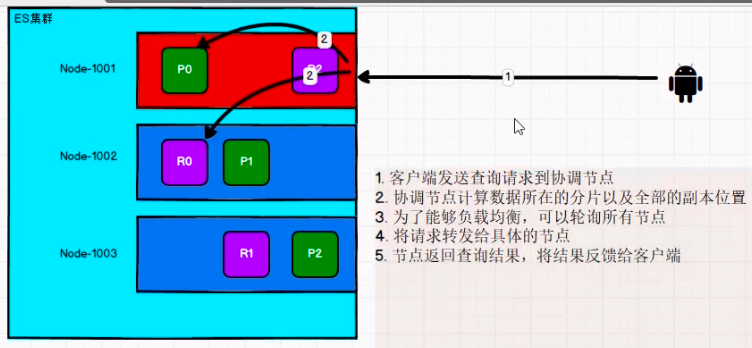 ES集群
Node-1001
P0
R2
2
2
1
Node-1002
R0
P1
Node-1003
R1
P2
1. 客户端发送查询请求到协调节点
2. 协调节点计算数据所在的分片以及全部的副本位置
3. 为了能够负载均衡，可以轮询所有节点
4. 将请求转发给具体的节点
5. 节点返回查询结果，将结果反馈给客户端